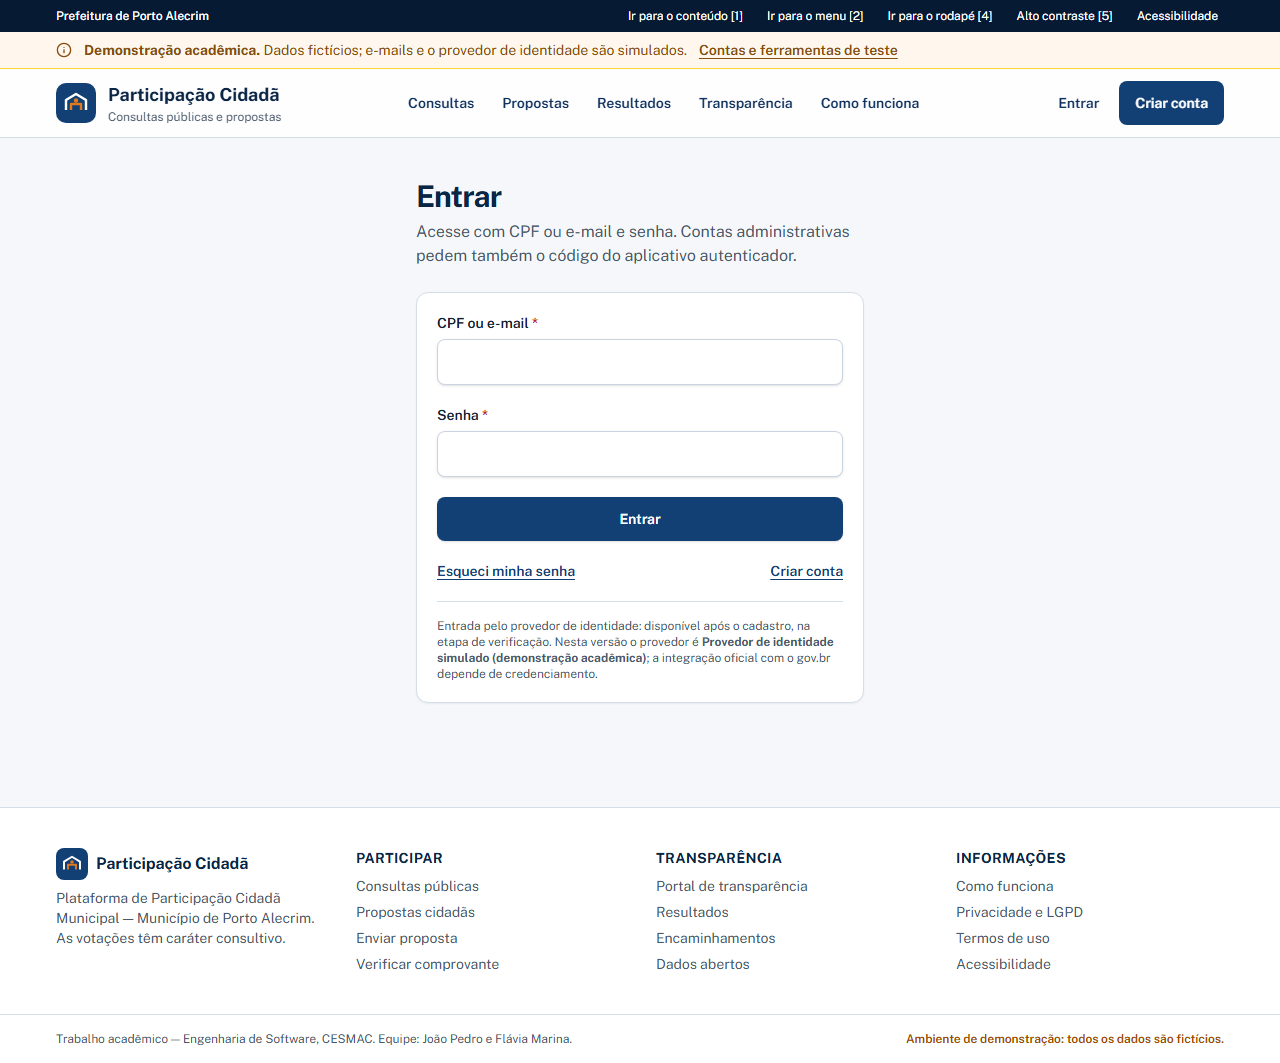 Prefeitura de Porto Alecrim
Ir para o conteúdo [1] Ir para o menu [2] Ir para o rodapé [4] Alto contraste [5] Acessibilidade
Demonstração acadêmica. Dados fictícios; e-mails e o provedor de identidade são simulados. Contas e ferramentas de teste
Participação Cidadã
Consultas públicas e propostas
Consultas Propostas Resultados Transparência Como funciona
Entrar Criar conta
Entrar
Acesse com CPF ou e-mail e senha. Contas administrativas
pedem também o código do aplicativo autenticador.
CPF ou e-mail *
Senha *
Entrar
Esqueci minha senha Criar conta
Entrada pelo provedor de identidade: disponível após o cadastro, na
etapa de verificação. Nesta versão o provedor é Provedor de identidade
simulado (demonstração acadêmica); a integração oficial com o gov.br
depende de credenciamento.
Participação Cidadã
Plataforma de Participação Cidadã
Municipal — Município de Porto Alecrim.
As votações têm caráter consultivo.
PARTICIPAR
Consultas públicas
Propostas cidadãs
Enviar proposta
Verificar comprovante
TRANSPARÊNCIA
Portal de transparência
Resultados
Encaminhamentos
Dados abertos
INFORMAÇÕES
Como funciona
Privacidade e LGPD
Termos de uso
Acessibilidade
Trabalho acadêmico — Engenharia de Software, CESMAC. Equipe: João Pedro e Flávia Marina.
Ambiente de demonstração: todos os dados são fictícios.